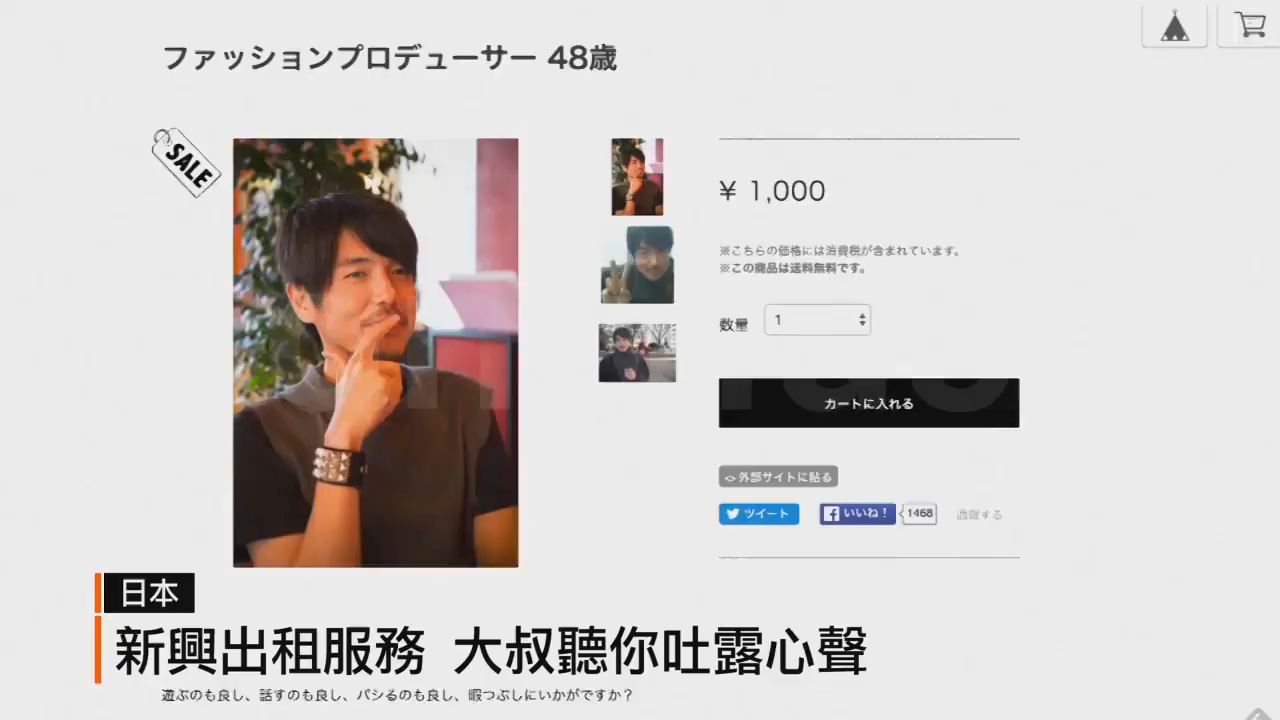 ファッションプロデューサー 48歳
SALE
¥ 1,000
※こちらの価格には消費税が含まれています。
※この商品は送料無料です。
数量 1
カートに入れる
<>外部サイトに貼る
ツイート いいね! 1468 通報する
日本
新興出租服務 大叔聽你吐露心聲
遊ぶのも良し、話すのも良し、パシるのも良し、暇つぶしにいかがですか?